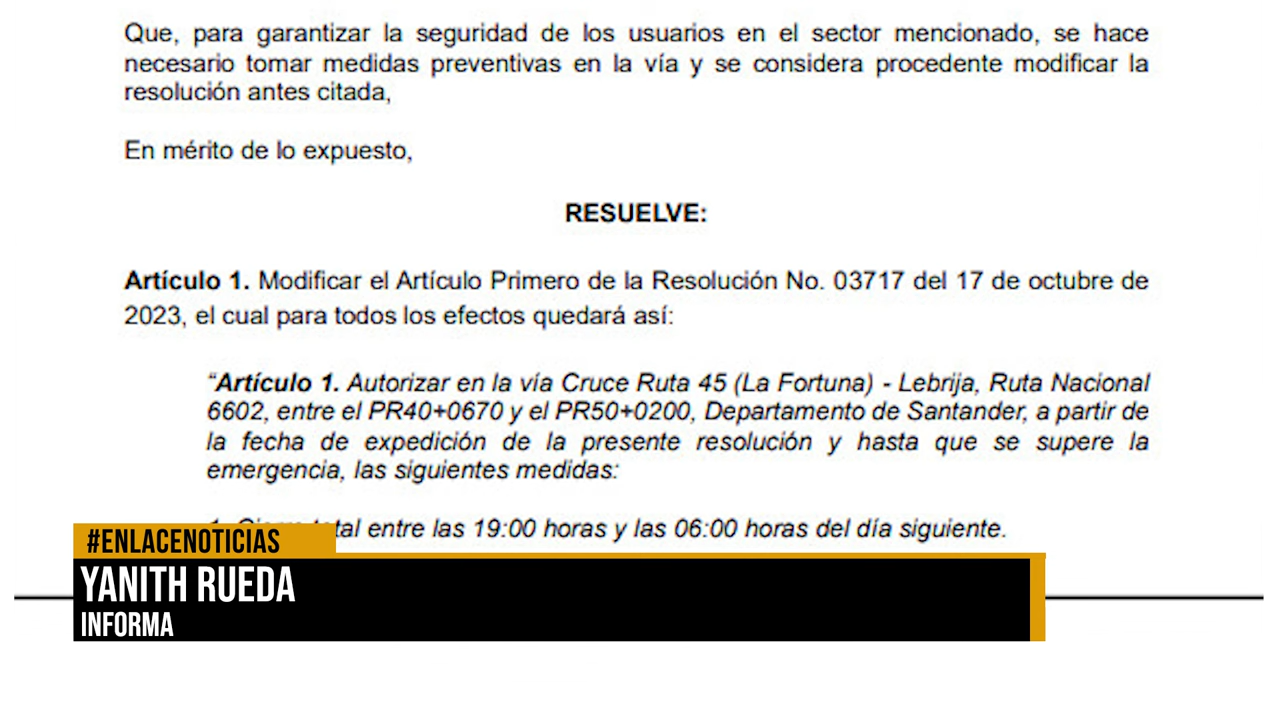 Que, para garantizar la seguridad de los usuarios en el sector mencionado, se hace
necesario tomar medidas preventivas en la vía y se considera procedente modificar la
resolución antes citada,
En mérito de lo expuesto,
RESUELVE:
Artículo 1. Modificar el Artículo Primero de la Resolución No. 03717 del 17 de octubre de
2023, el cual para todos los efectos quedará así:
“Artículo 1. Autorizar en la vía Cruce Ruta 45 (La Fortuna) - Lebrija, Ruta Nacional
6602, entre el PR40+0670 y el PR50+0200, Departamento de Santander, a partir de
la fecha de expedición de la presente resolución y hasta que se supere la
emergencia, las siguientes medidas:
entre las 19:00 horas y las 06:00 horas del día siguiente.
#ENLACENOTICIAS
YANITH RUEDA
INFORMA